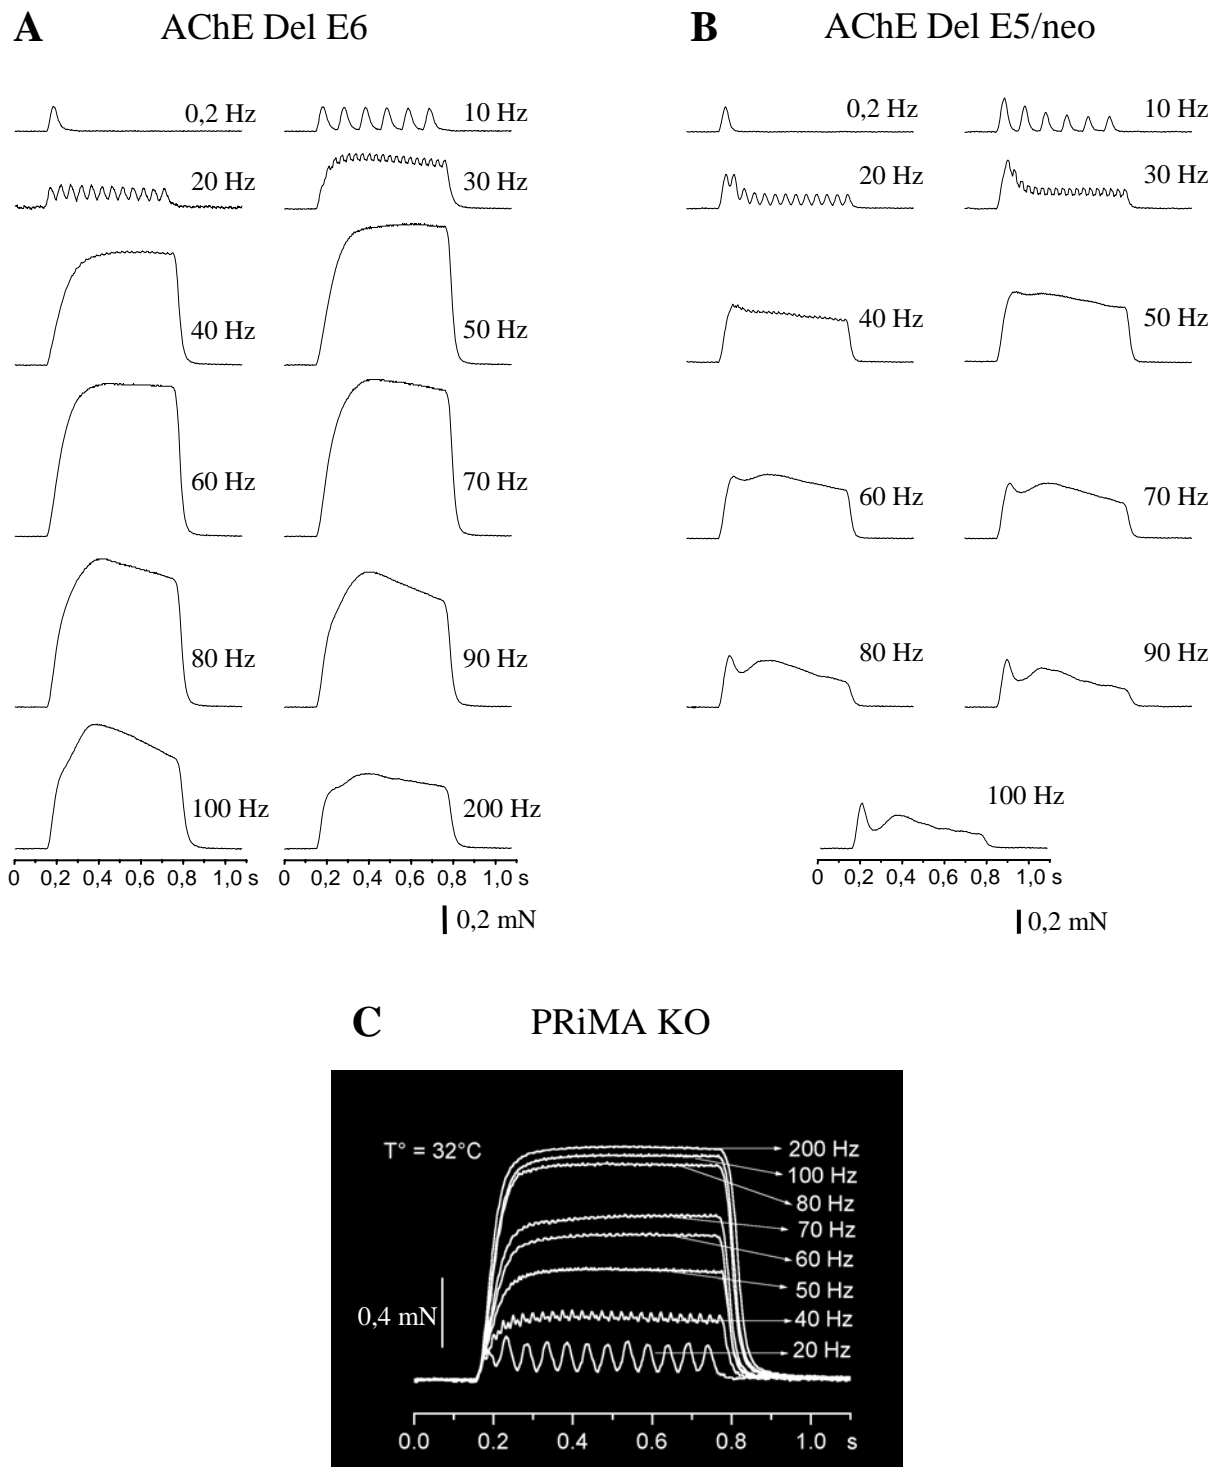 A AChE Del E6
0,2 Hz
10 Hz
20 Hz
30 Hz
40 Hz
50 Hz
60 Hz
70 Hz
80 Hz
90 Hz
100 Hz
200 Hz
0 0,2 0,4 0,6 0,8 1,0 s
0 0,2 0,4 0,6 0,8 1,0 s
0,2 mN
B AChE Del E5/neo
0,2 Hz
10 Hz
20 Hz
30 Hz
40 Hz
50 Hz
60 Hz
70 Hz
80 Hz
90 Hz
100 Hz
0 0,2 0,4 0,6 0,8 1,0 s
0,2 mN
C PRiMA KO
T° = 32°C
200 Hz
100 Hz
80 Hz
70 Hz
60 Hz
50 Hz
40 Hz
20 Hz
0,4 mN
0.0 0.2 0.4 0.6 0.8 1.0 s